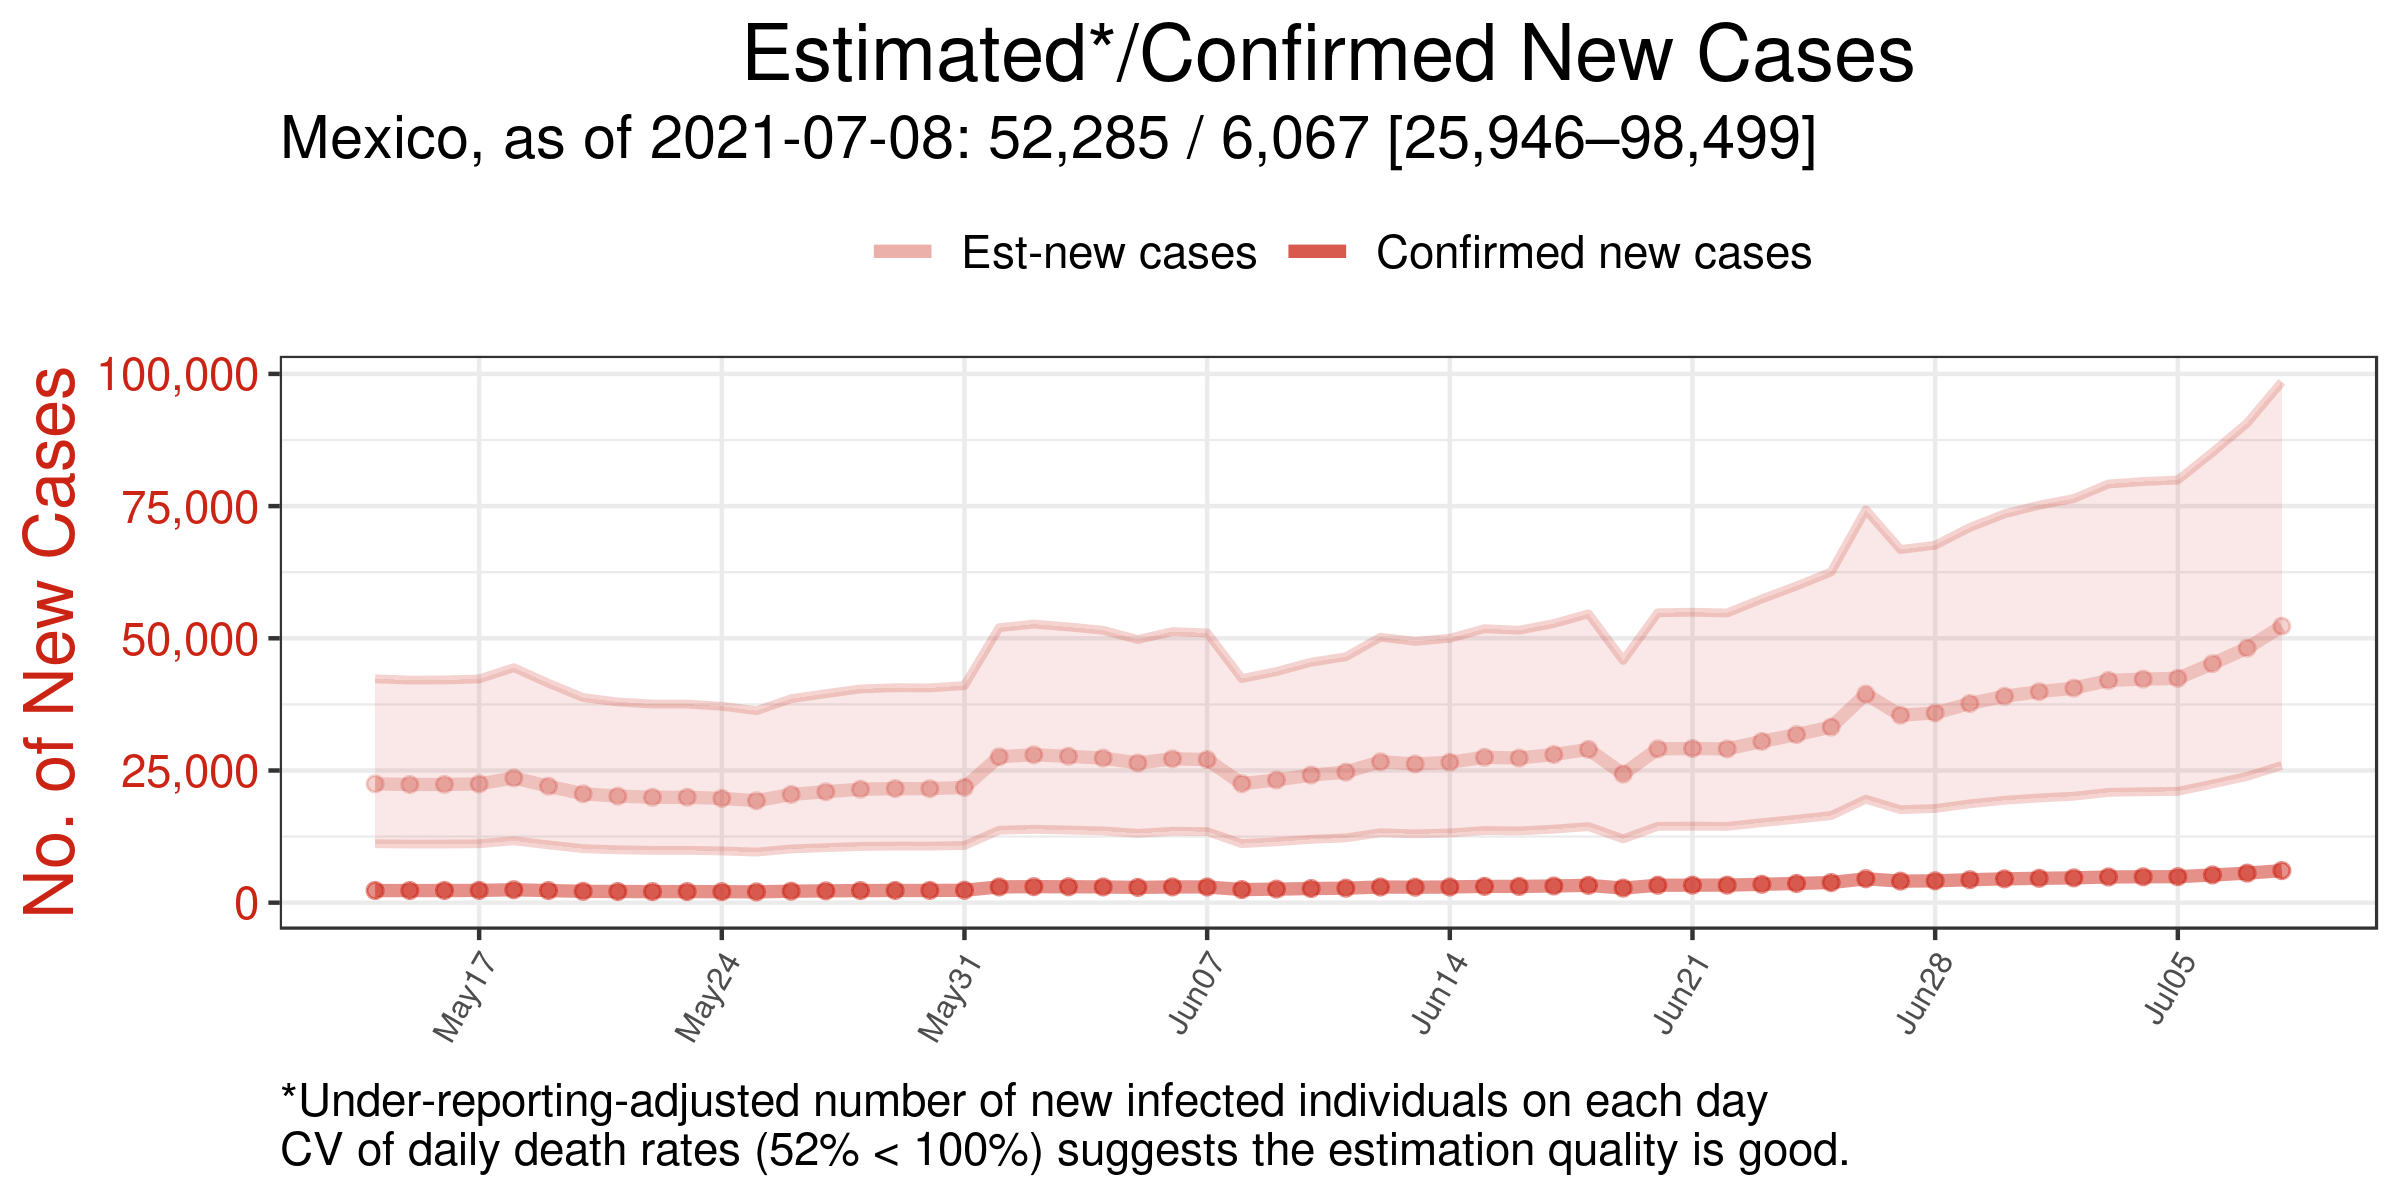 Estimated*/Confirmed New Cases
Mexico, as of 2021-07-08: 52,285 / 6,067 [25,946–98,499]
Est-new cases
Confirmed new cases
No. of New Cases
100,000
75,000
50,000
25,000
0
May17
May24
May31
Jun07
Jun14
Jun21
Jun28
Jul05
*Under-reporting-adjusted number of new infected individuals on each day
CV of daily death rates (52% < 100%) suggests the estimation quality is good.